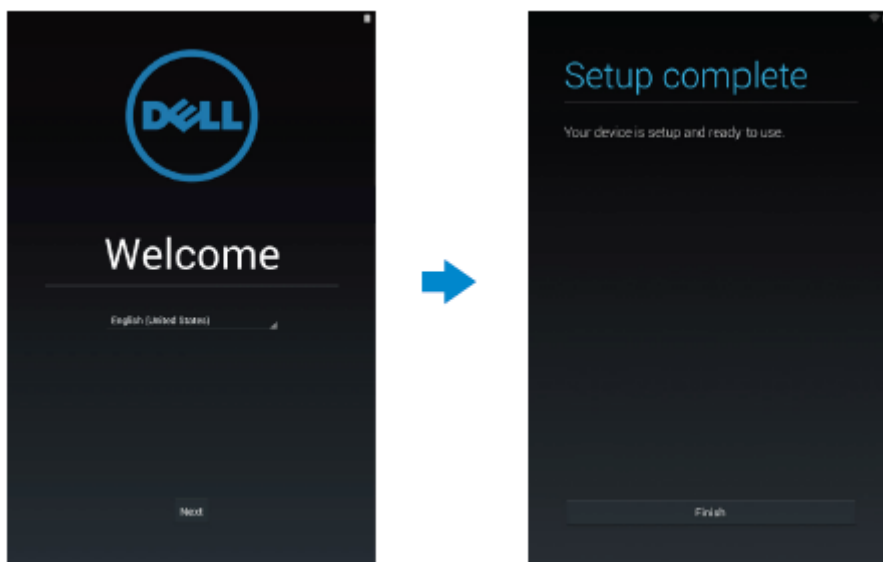 DELL
Welcome
English (United States)
Next
Setup complete
Your device is setup and ready to use.
Finish